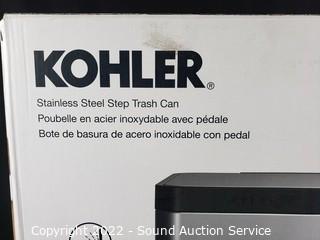 KOHLER®
Stainless Steel Step Trash Can
Poubelle en acier inoxydable avec pédale
Bote de basura de acero inoxidable con pedal
Copyright 2022 - Sound Auction Service